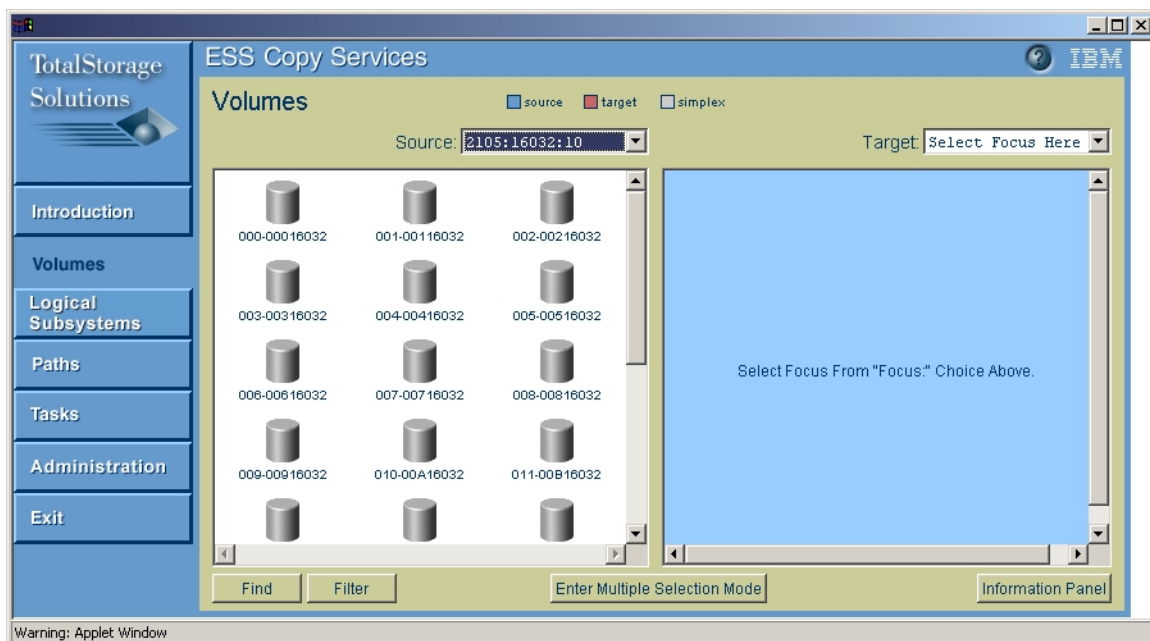 TotalStorage
Solutions
ESS Copy Services
? IBM
Volumes
source target simplex
Source: 2105:16032:10
Target: Select Focus Here
Introduction
Volumes
Logical
Subsystems
Paths
Tasks
Administration
Exit
000-00016032 001-00116032 002-00216032
003-00316032 004-00416032 005-00516032
006-00616032 007-00716032 008-00816032
009-00916032 010-00A16032 011-00B16032
Select Focus From "Focus:" Choice Above.
Find Filter Enter Multiple Selection Mode Information Panel
Warning: Applet Window